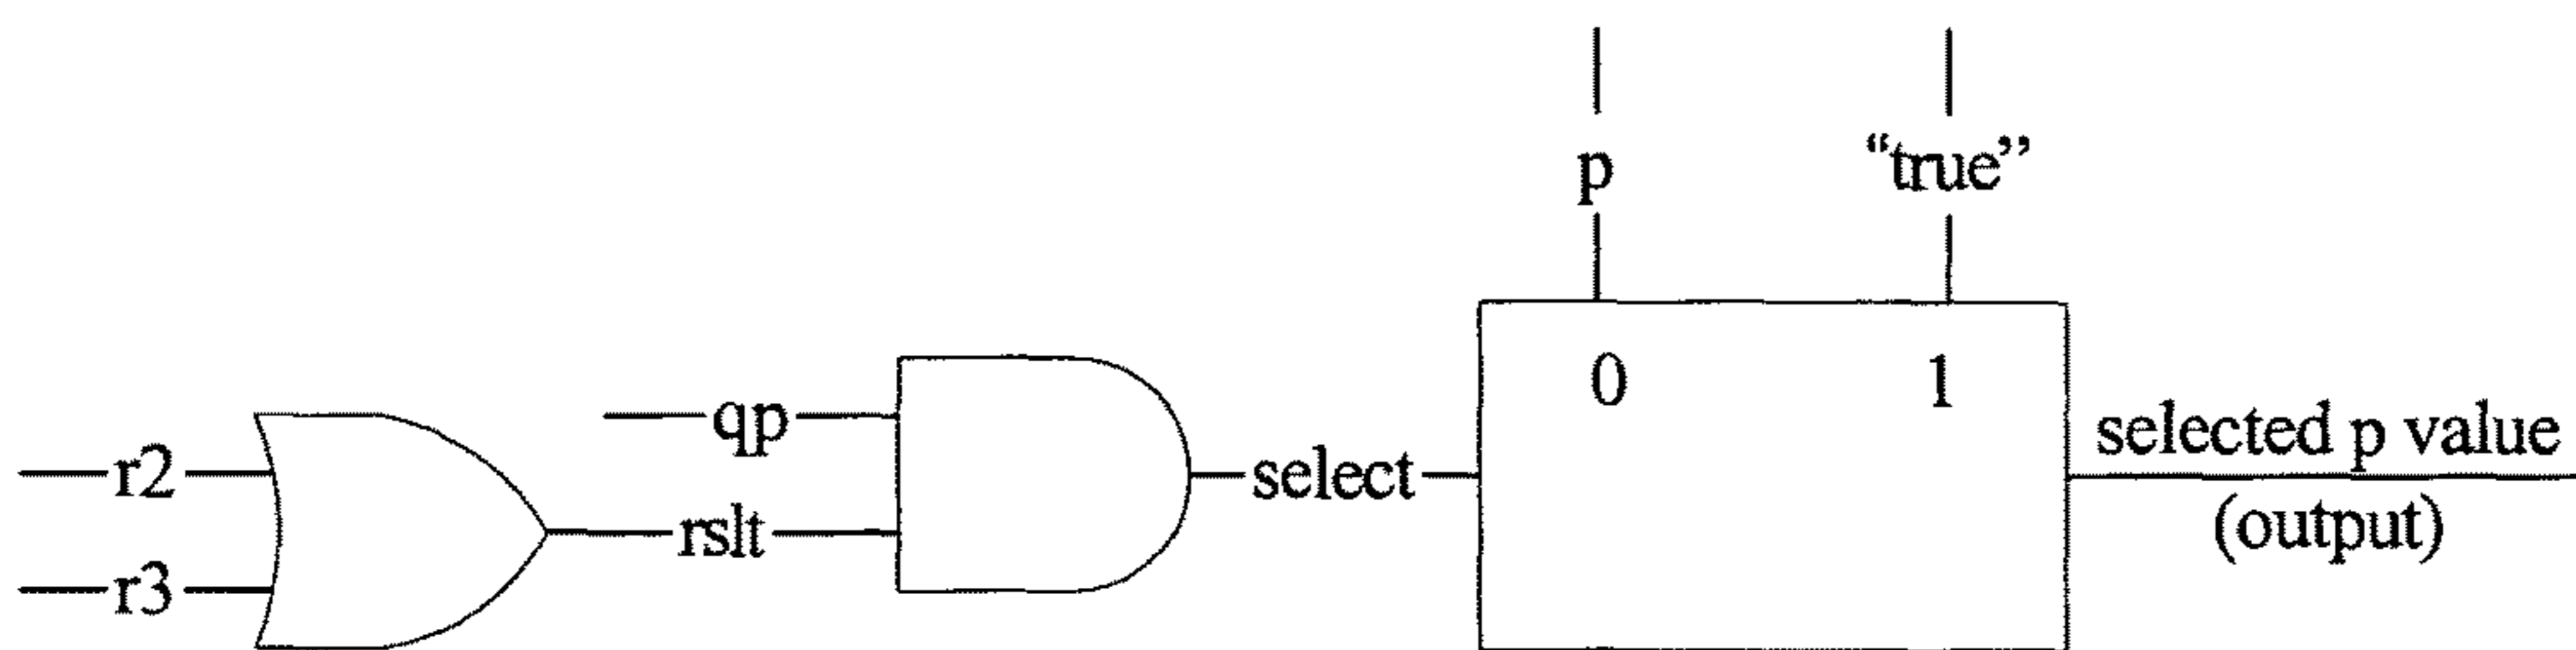 p
“true”
0
1
qp
selected p value
r2
select
(output)
rslt
r3